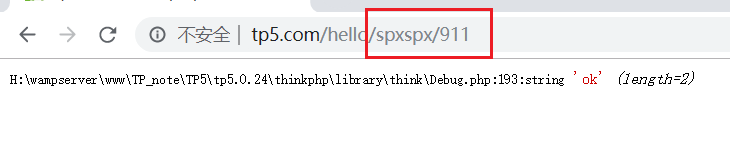 不安全 | tp5.com/hello/spxspx/911
H:\wampserver\www\TP_note\TP5\tp5.0.24\thinkphp\library\think\Debug.php:193:string 'ok' (length=2)